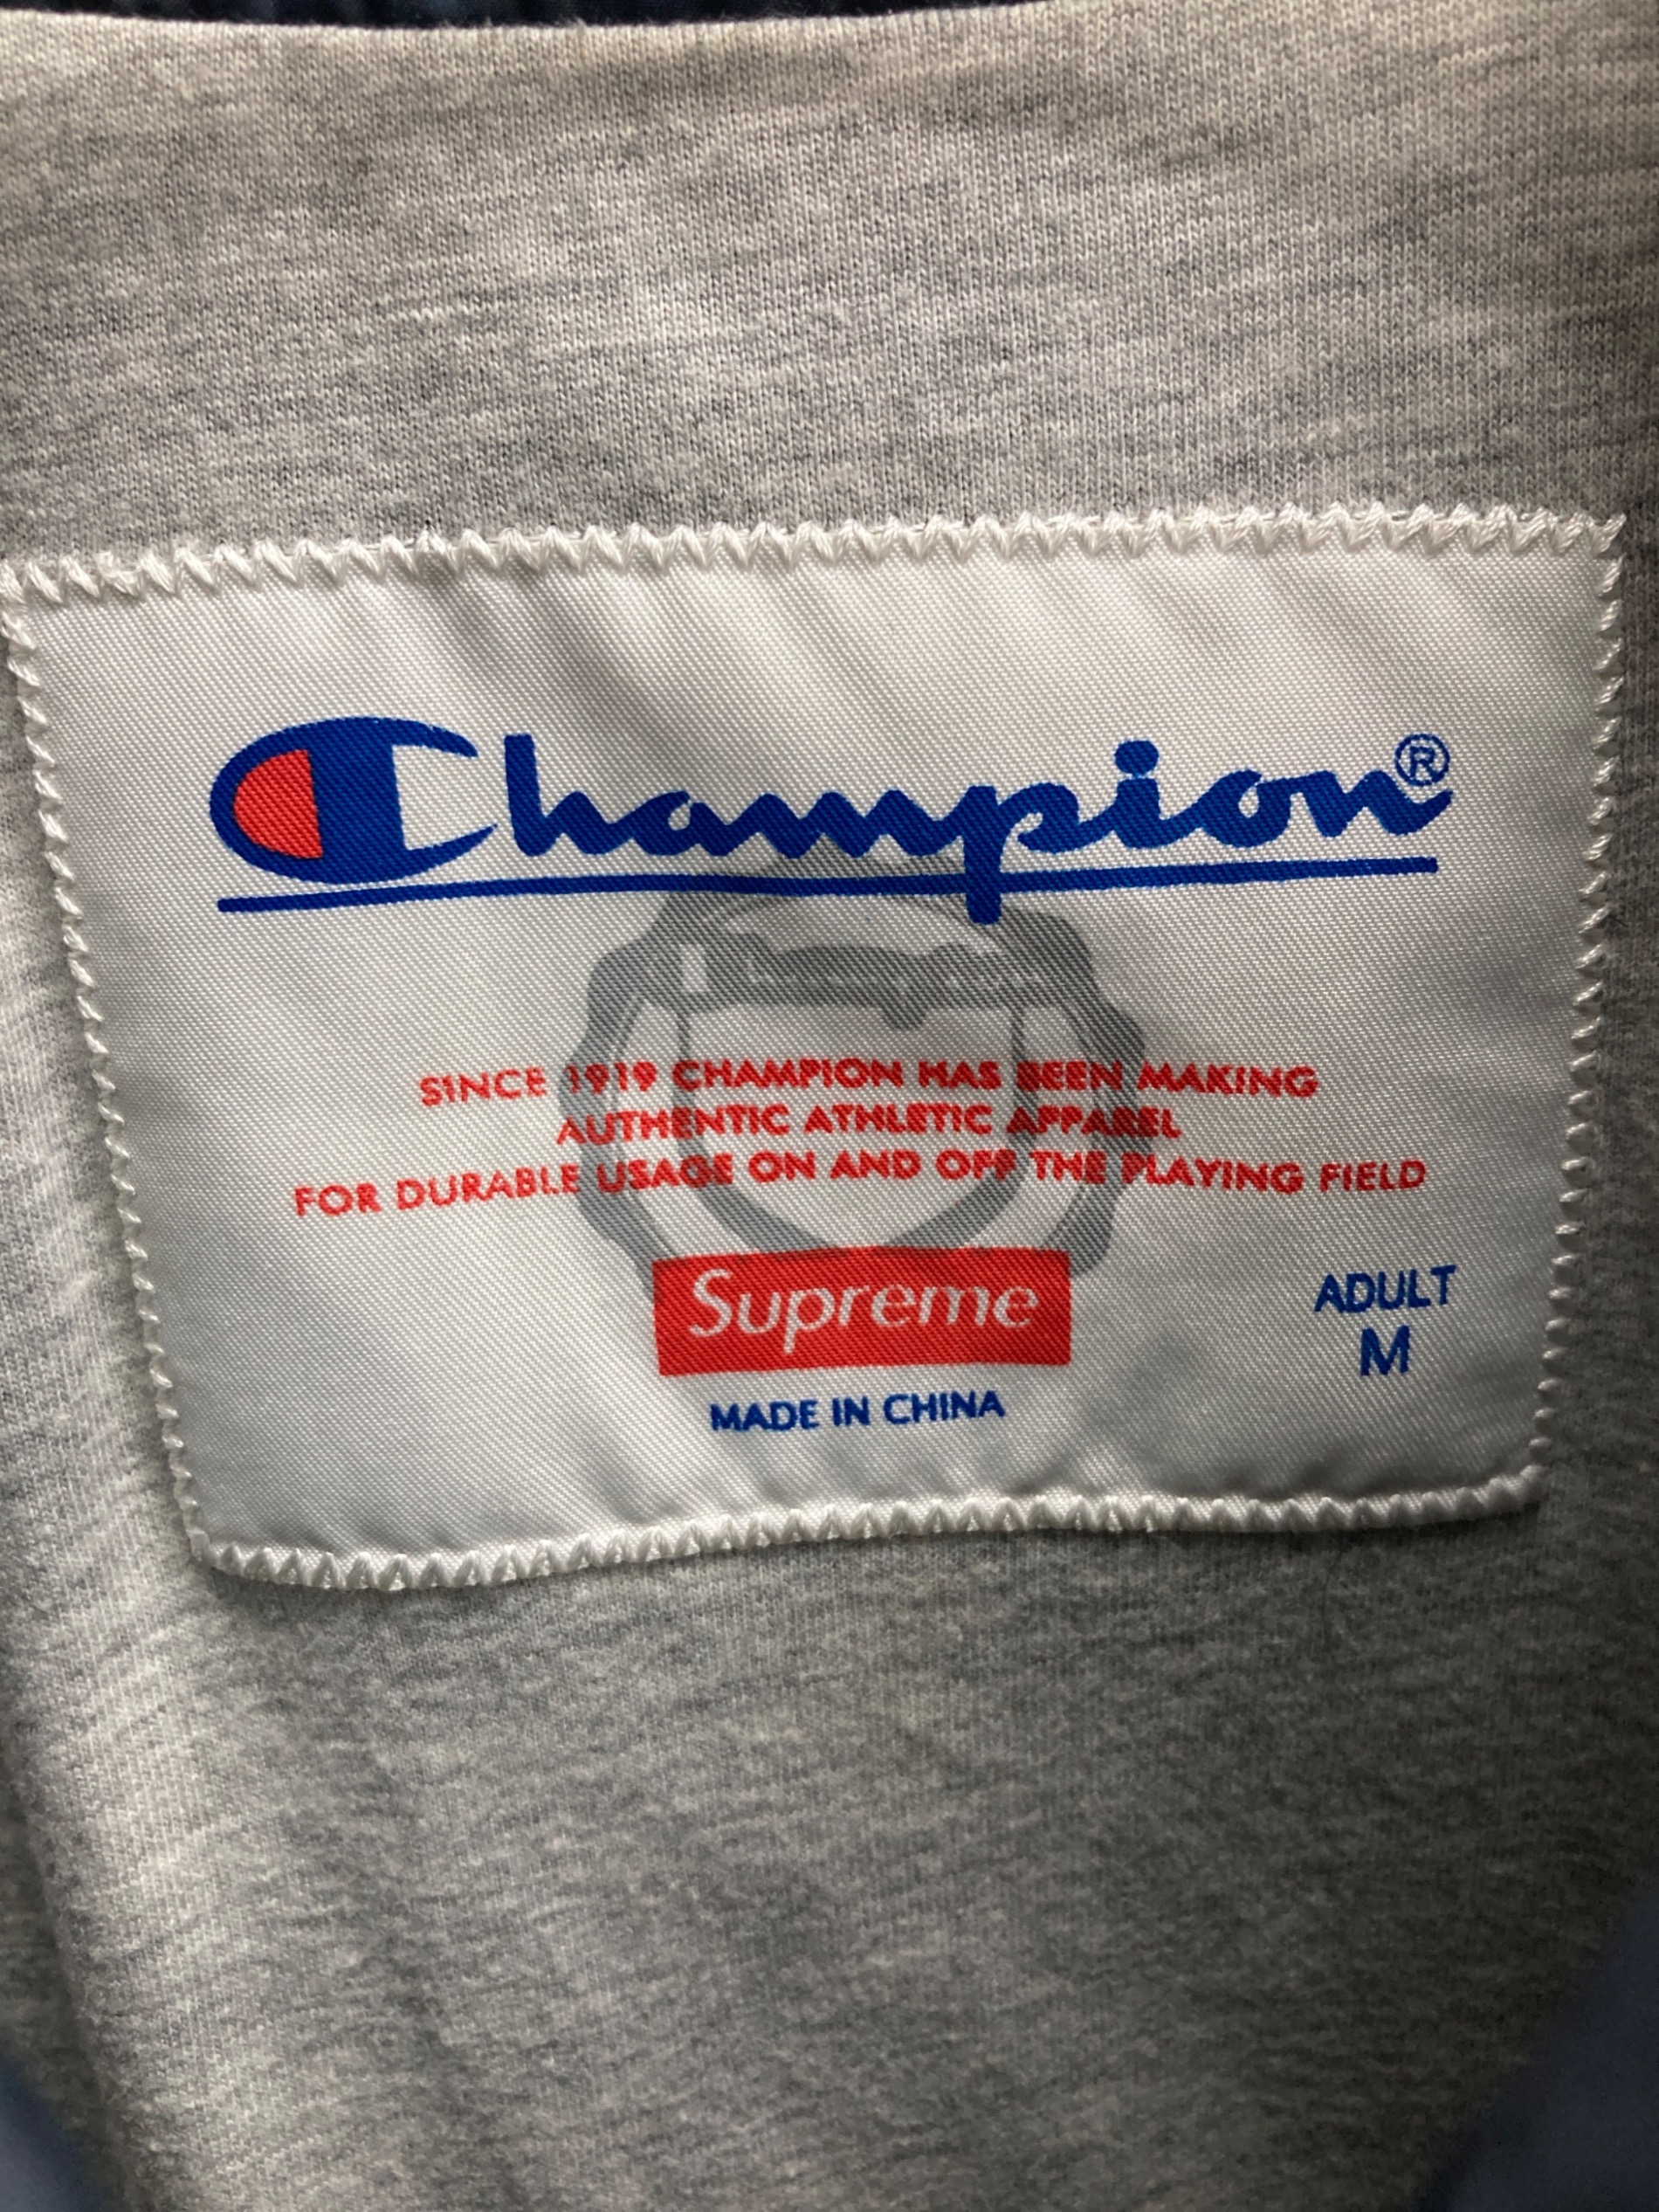 Champion®
SINCE 1919 CHAMPION HAS BEEN MAKING
AUTHENTIC ATHLETIC APPAREL
FOR DURABLE USAGE ON AND OFF THE PLAYING FIELD
Supreme
ADULT
M
MADE IN CHINA